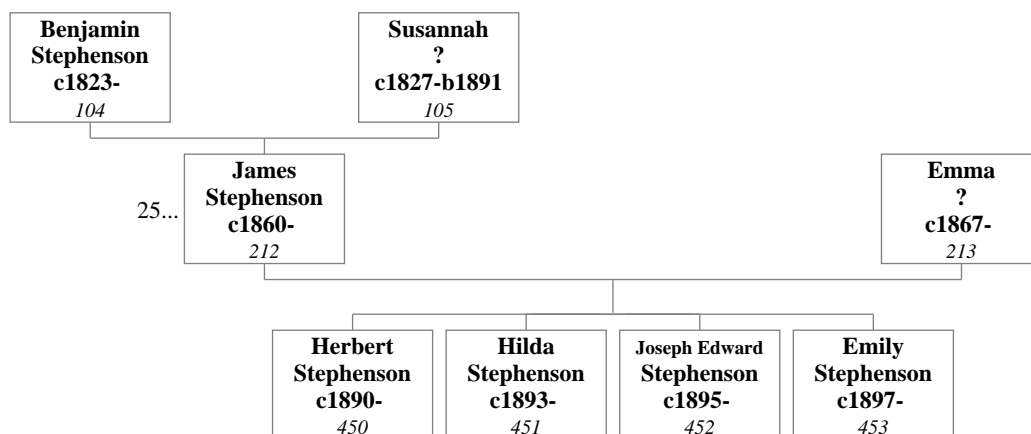 Benjamin
Stephenson
c1823-
104
Susannah
?
c1827-b1891
105
25...
James
Stephenson
c1860-
212
Emma
?
c1867-
213
Herbert
Stephenson
c1890-
450
Hilda
Stephenson
c1893-
451
Joseph Edward
Stephenson
c1895-
452
Emily
Stephenson
c1897-
453